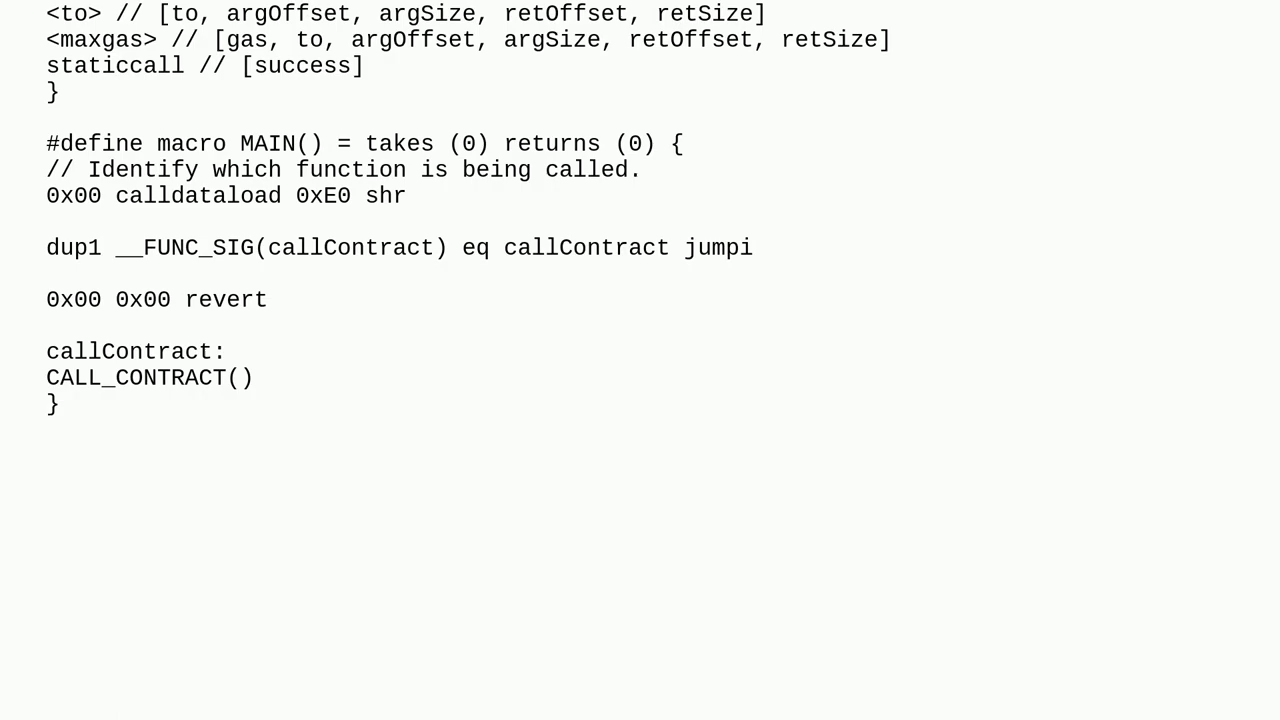 <to> // [to, argOffset, argSize, retOffset, retSize]
<maxgas> // [gas, to, argOffset, argSize, retOffset, retSize]
staticcall // [success]
}
#define macro MAIN() = takes (0) returns (0) {
// Identify which function is being called.
0x00 calldataload 0xE0 shr
dup1 __FUNC_SIG(callContract) eq callContract jumpi
0x00 0x00 revert
callContract:
CALL_CONTRACT()
}